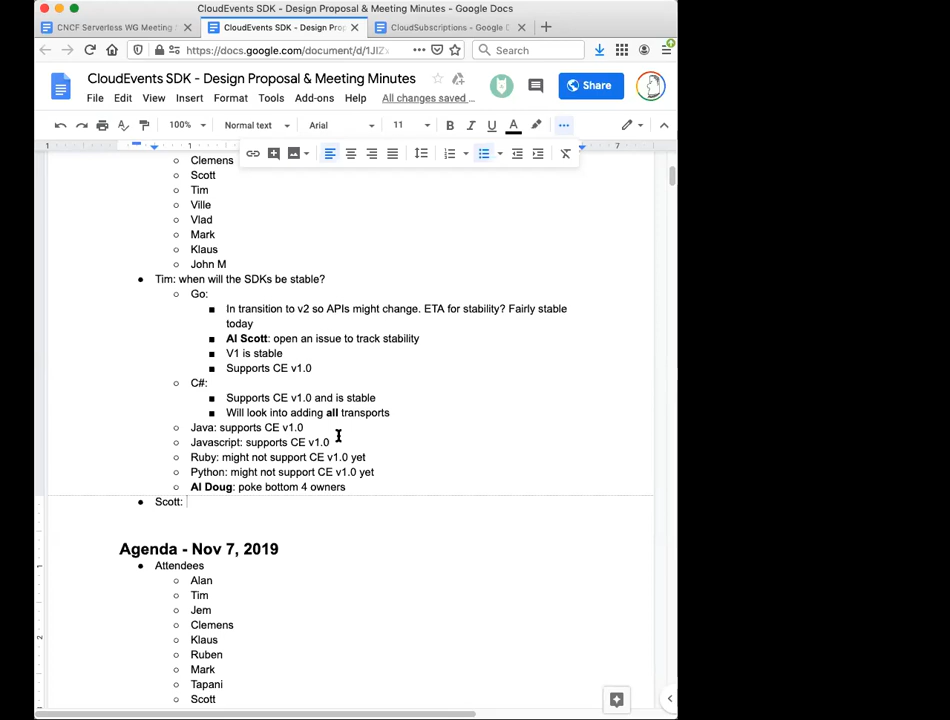 CloudEvents SDK - Design Proposal & Meeting Minutes - Google Docs
CNCF Serverless WG Meeting
CloudEvents SDK - Design Prop
CloudSubscriptions - Google D
https://docs.google.com/document/d/1JIZ
Search
CloudEvents SDK - Design Proposal & Meeting Minutes
Share
File Edit View Insert Format Tools Add-ons Help All changes saved ...
100% Normal text Arial 11 B I U A
1 1 7
Clemens
Scott
Tim
Ville
Vlad
Mark
Klaus
John M
Tim: when will the SDKs be stable?
Go:
In transition to v2 so APIs might change. ETA for stability? Fairly stable
today
AI Scott: open an issue to track stability
V1 is stable
Supports CE v1.0
C#:
Supports CE v1.0 and is stable
Will look into adding all transports
Java: supports CE v1.0
Javascript: supports CE v1.0
Ruby: might not support CE v1.0 yet
Python: might not support CE v1.0 yet
AI Doug: poke bottom 4 owners
Scott:
Agenda - Nov 7, 2019
Attendees
Alan
Tim
Jem
Clemens
Klaus
Ruben
Mark
Tapani
Scott